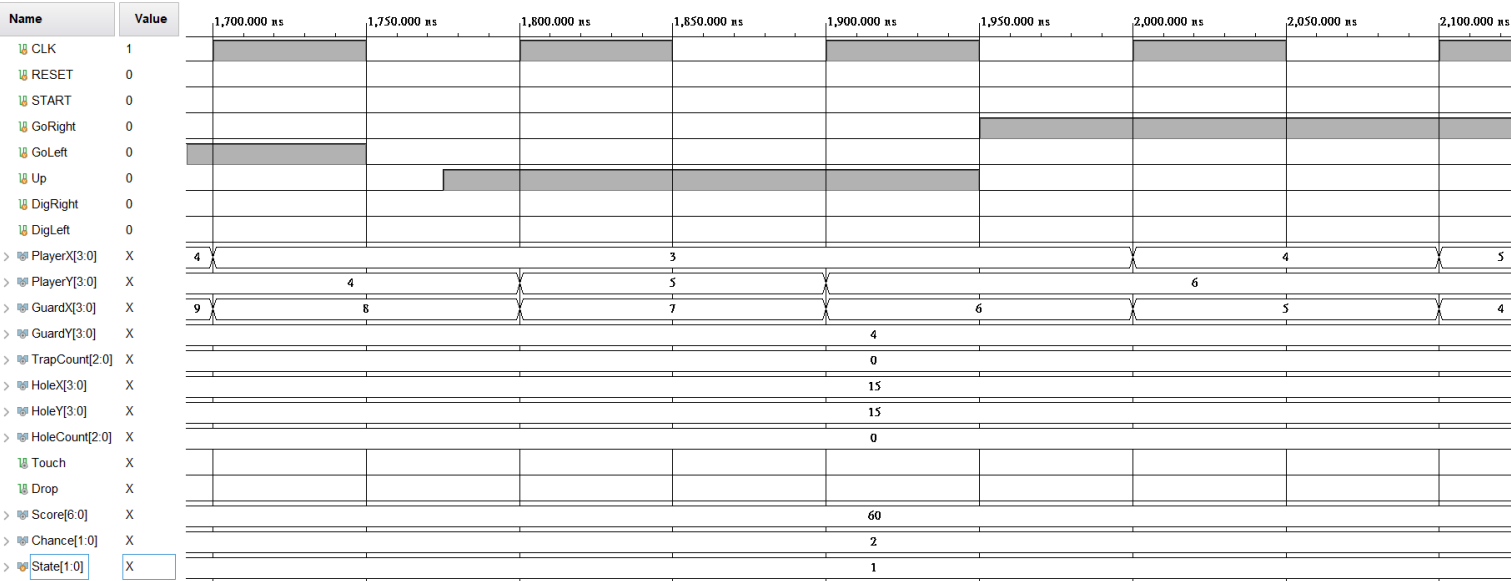 Name Value 1,700.000 ns 1,750.000 ns 1,800.000 ns 1,850.000 ns 1,900.000 ns 1,950.000 ns 2,000.000 ns 2,050.000 ns 2,100.000 ns
CLK 1
RESET 0
START 0
GoRight 0
GoLeft 0
Up 0
DigRight 0
DigLeft 0
PlayerX[3:0] X 4 3 4 5
PlayerY[3:0] X 4 5 6
GuardX[3:0] X 9 8 7 6 5 4
GuardY[3:0] X 4
TrapCount[2:0] X 0
HoleX[3:0] X 15
HoleY[3:0] X 15
HoleCount[2:0] X 0
Touch X
Drop X
Score[6:0] X 60
Chance[1:0] X 2
State[1:0] X 1